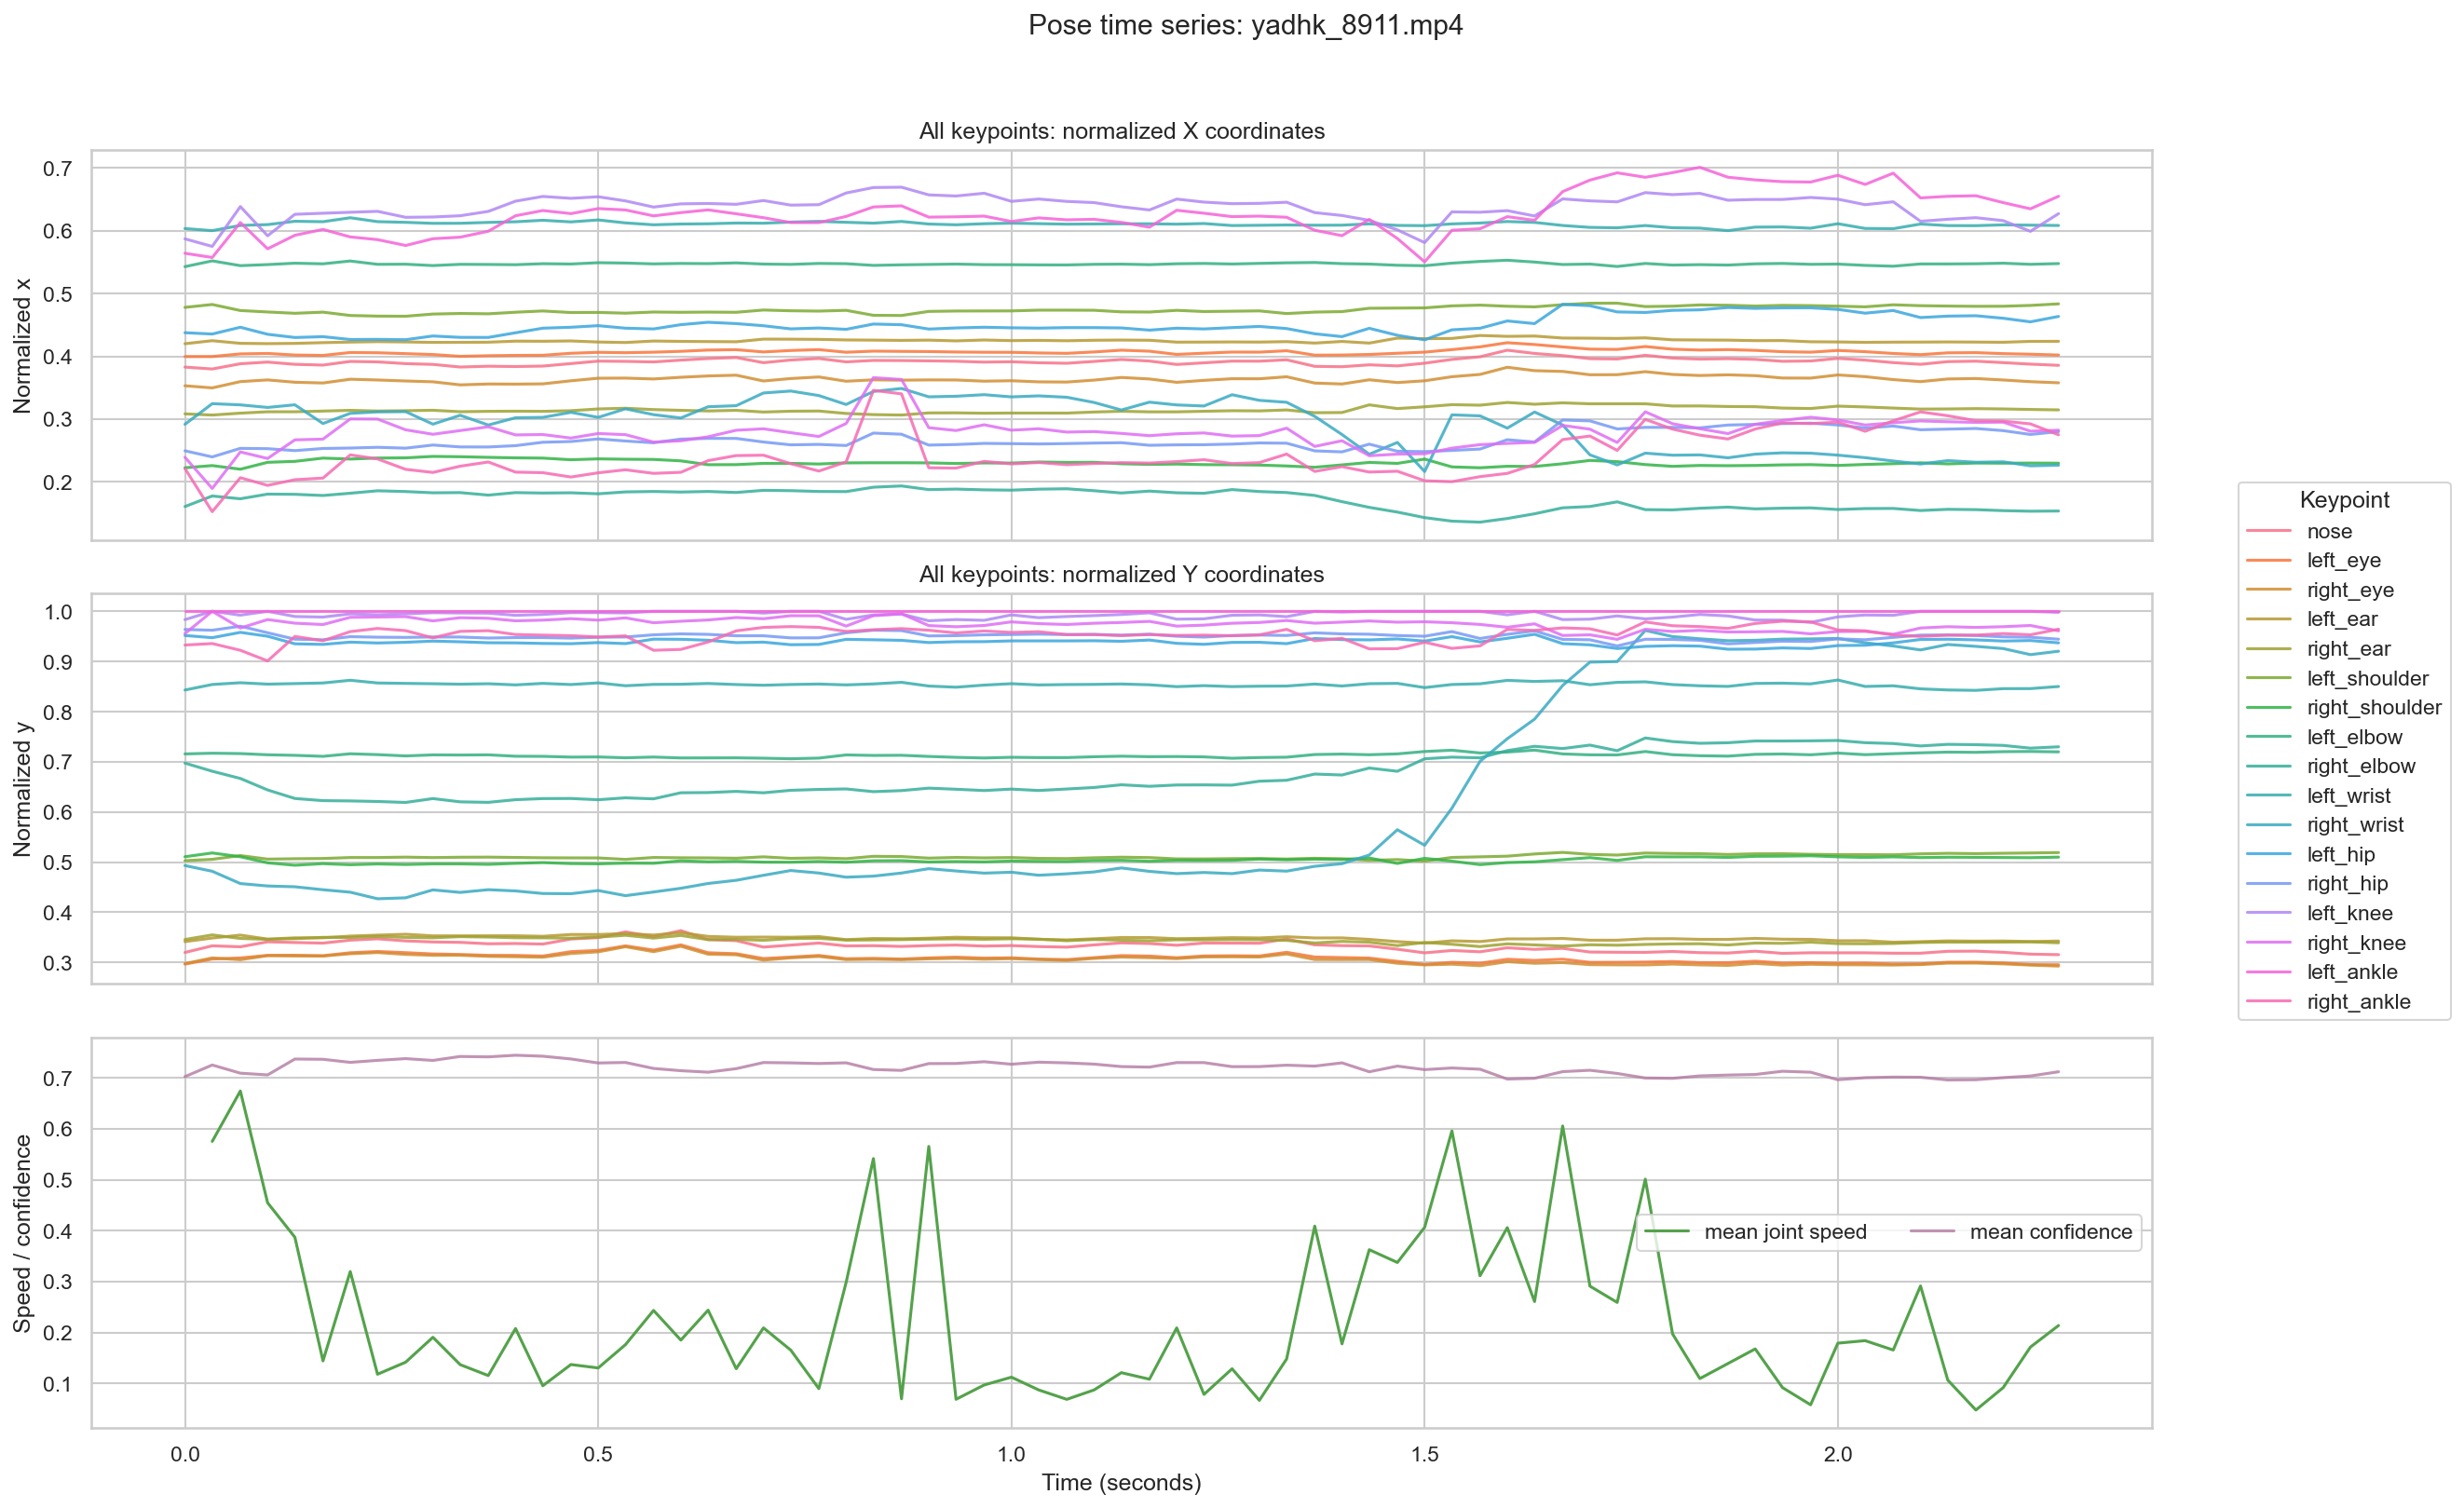 Pose time series: yadhk_8911.mp4
All keypoints: normalized X coordinates
Normalized x
0.7
0.6
0.5
0.4
0.3
0.2
All keypoints: normalized Y coordinates
Normalized y
1.0
0.9
0.8
0.7
0.6
0.5
0.4
0.3
Keypoint
nose
left_eye
right_eye
left_ear
right_ear
left_shoulder
right_shoulder
left_elbow
right_elbow
left_wrist
right_wrist
left_hip
right_hip
left_knee
right_knee
left_ankle
right_ankle
Speed / confidence
0.7
0.6
0.5
0.4
0.3
0.2
0.1
mean joint speed
mean confidence
0.0
0.5
1.0
1.5
2.0
Time (seconds)